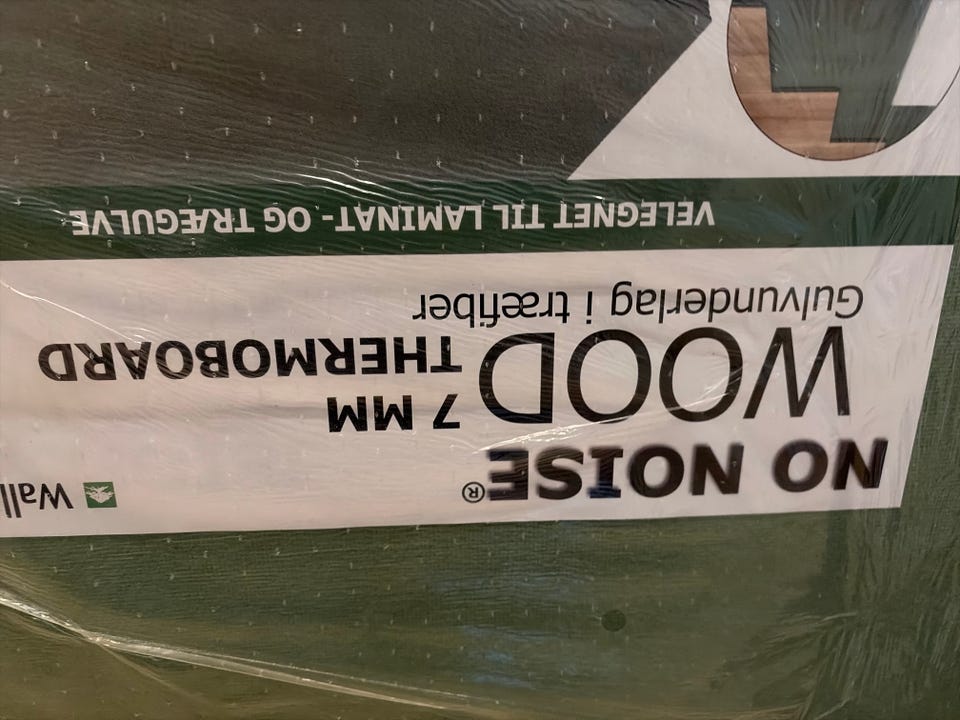 NO NOISE®
WOOD 7 MM
THERMOBOARD
Gulvunderlag i træfiber
VELEGNET TIL LAMINAT- OG TRÆGULVE